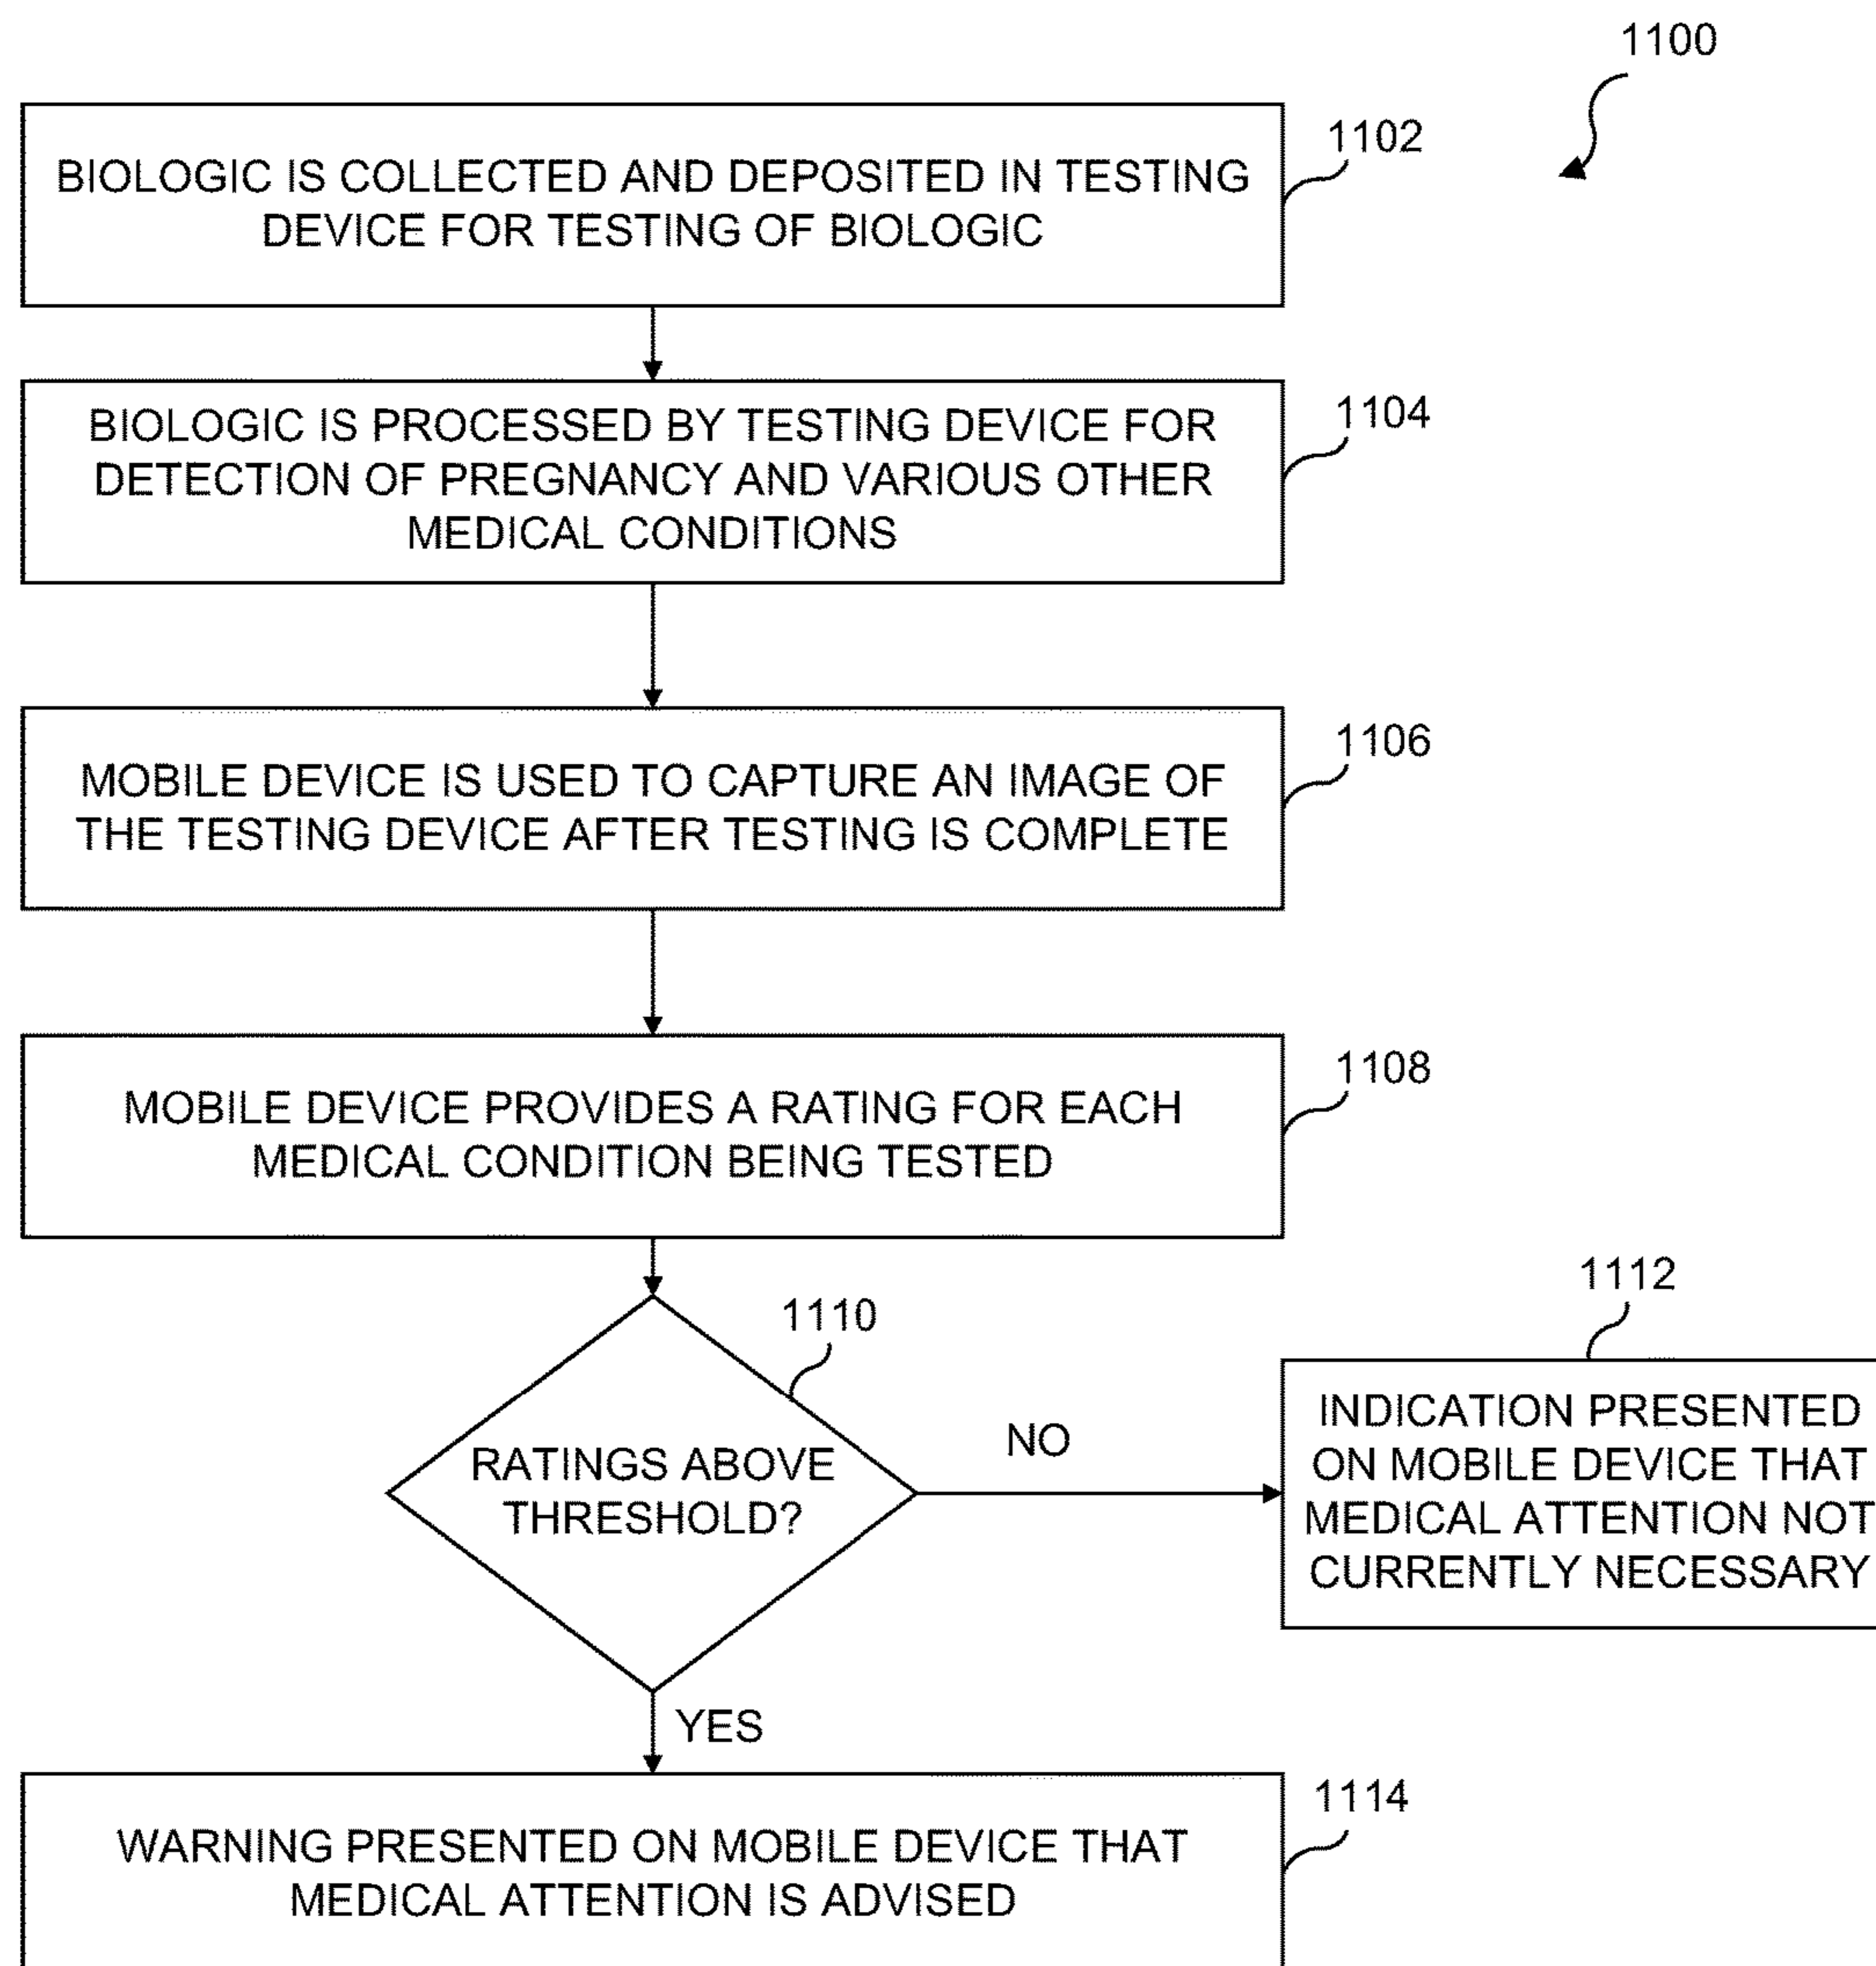 1100
BIOLOGIC IS COLLECTED AND DEPOSITED IN TESTING
DEVICE FOR TESTING OF BIOLOGIC
1102
BIOLOGIC IS PROCESSED BY TESTING DEVICE FOR
DETECTION OF PREGNANCY AND VARIOUS OTHER
MEDICAL CONDITIONS
1104
MOBILE DEVICE IS USED TO CAPTURE AN IMAGE OF
THE TESTING DEVICE AFTER TESTING IS COMPLETE
1106
MOBILE DEVICE PROVIDES A RATING FOR EACH
MEDICAL CONDITION BEING TESTED
1108
RATINGS ABOVE
THRESHOLD?
1110
NO
INDICATION PRESENTED
ON MOBILE DEVICE THAT
MEDICAL ATTENTION NOT
CURRENTLY NECESSARY
1112
YES
WARNING PRESENTED ON MOBILE DEVICE THAT
MEDICAL ATTENTION IS ADVISED
1114